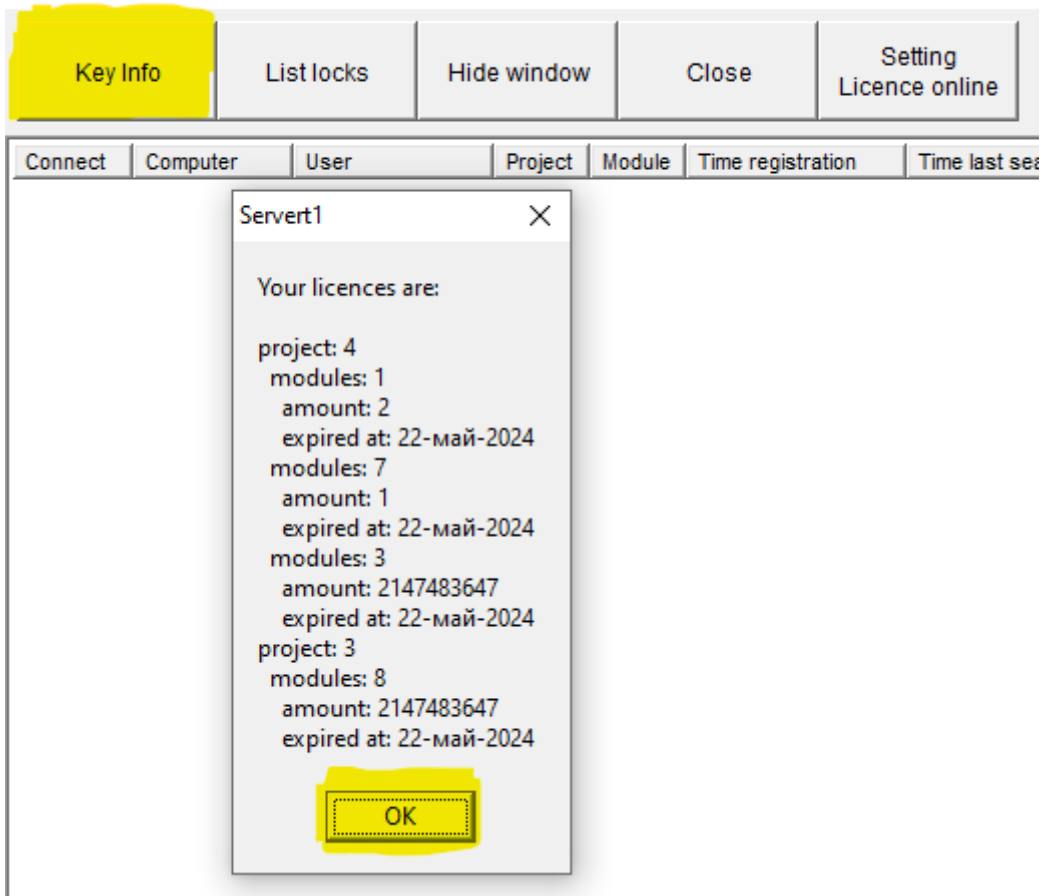 Key Info
List locks
Hide window
Close
Setting
Licence online
Connect
Computer
User
Project
Module
Time registration
Time last
Servert1
Your licences are:
project: 4
modules: 1
amount: 2
expired at: 22-май-2024
modules: 7
amount: 1
expired at: 22-май-2024
modules: 3
amount: 2147483647
expired at: 22-май-2024
project: 3
modules: 8
amount: 2147483647
expired at: 22-май-2024
OK